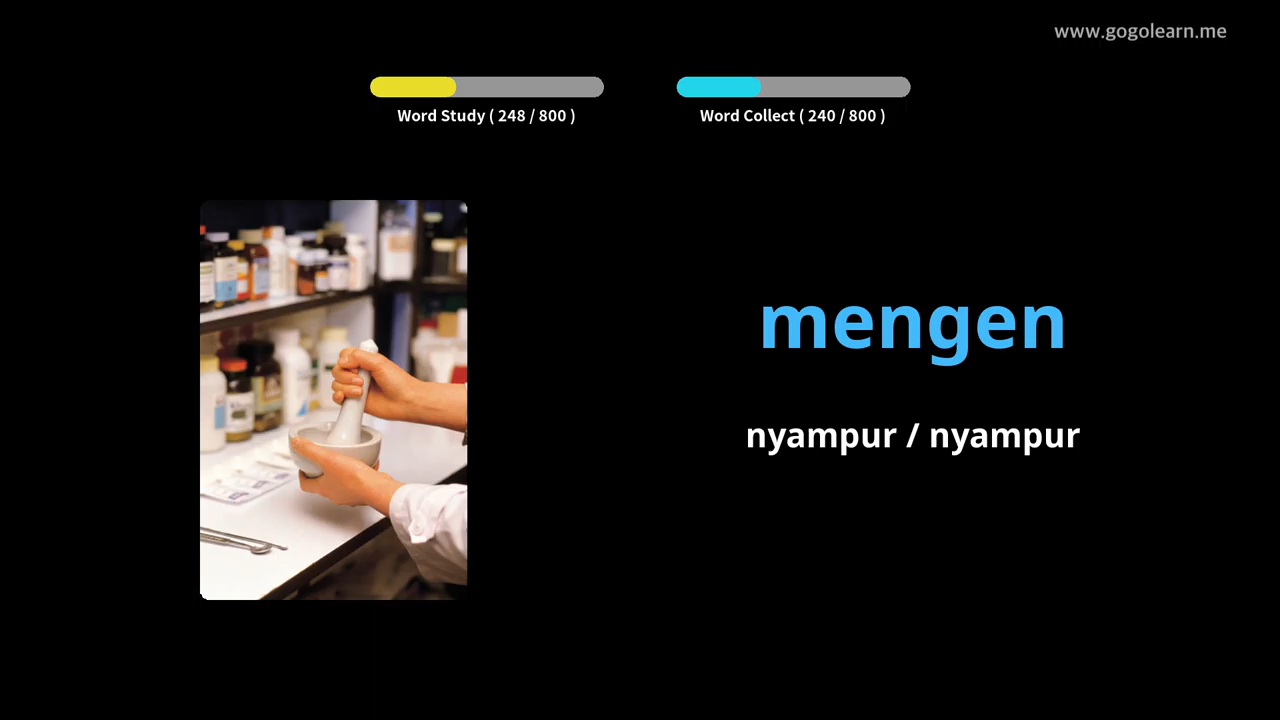 www.gogolearn.me
Word Study ( 248 / 800 )
Word Collect ( 240 / 800 )
mengen
nyampur / nyampur